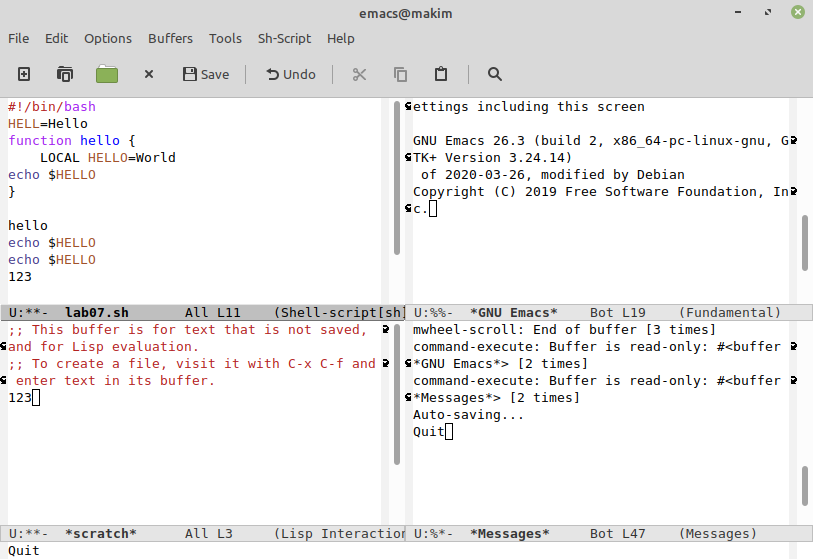 emacs@makim
File Edit Options Buffers Tools Sh-Script Help
Save Undo
#!/bin/bash
HELL=Hello
function hello {
    LOCAL HELLO=World
echo $HELLO
}

hello
echo $HELLO
echo $HELLO
123
U:**-  lab07.sh       All L11    (Shell-script[sh]
ettings including this screen

GNU Emacs 26.3 (build 2, x86_64-pc-linux-gnu, G
TK+ Version 3.24.14)
 of 2020-03-26, modified by Debian
Copyright (C) 2019 Free Software Foundation, In
c.
U:%%-  *GNU Emacs*    Bot L19    (Fundamental)
;; This buffer is for text that is not saved,
and for Lisp evaluation.
;; To create a file, visit it with C-x C-f and
 enter text in its buffer.
123
U:**-  *scratch*      All L3     (Lisp Interaction
mwheel-scroll: End of buffer [3 times]
command-execute: Buffer is read-only: #<buffer
*GNU Emacs*> [2 times]
command-execute: Buffer is read-only: #<buffer
*Messages*> [2 times]
Auto-saving...
Quit
U:%*-  *Messages*     Bot L47    (Messages)
Quit